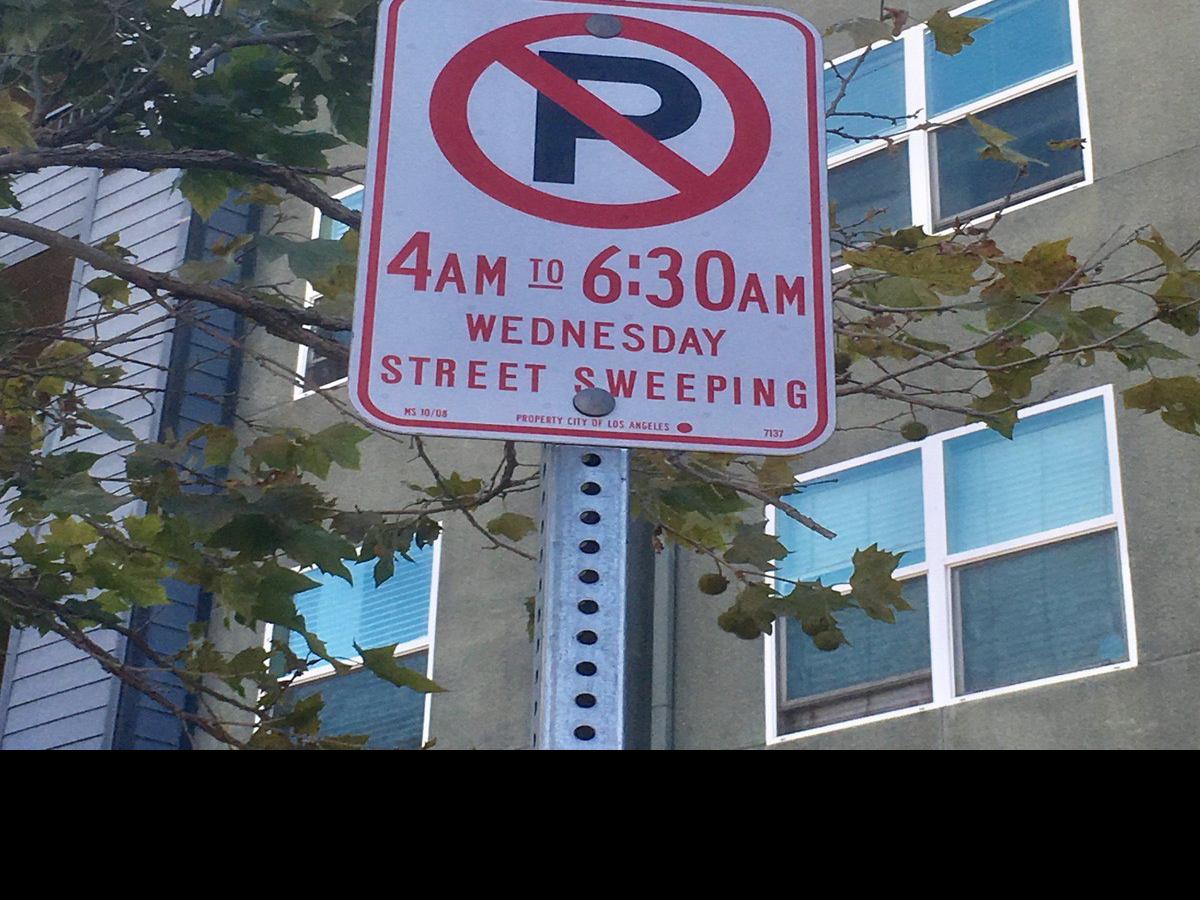 P
4AM TO 6:30AM
WEDNESDAY
STREET SWEEPING
MS 10/08 PROPERTY CITY OF LOS ANGELES 7137